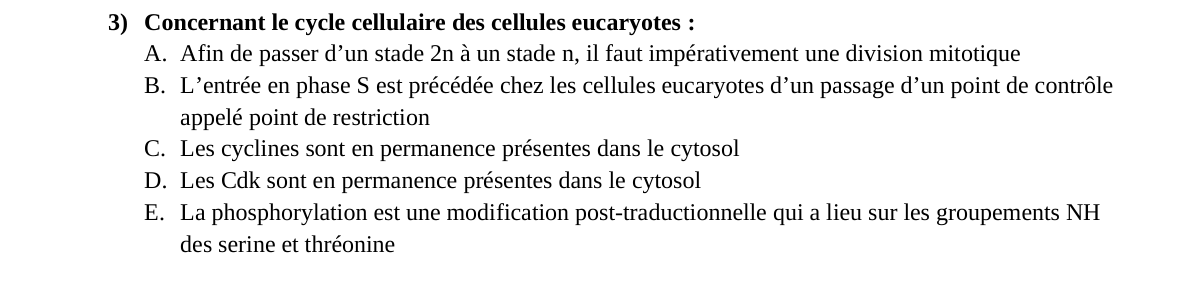 3) Concernant le cycle cellulaire des cellules eucaryotes :
A. Afin de passer d’un stade 2n à un stade n, il faut impérativement une division mitotique
B. L’entrée en phase S est précédée chez les cellules eucaryotes d’un passage d’un point de contrôle
appelé point de restriction
C. Les cyclines sont en permanence présentes dans le cytosol
D. Les Cdk sont en permanence présentes dans le cytosol
E. La phosphorylation est une modification post-traductionnelle qui a lieu sur les groupements NH
des serine et thréonine